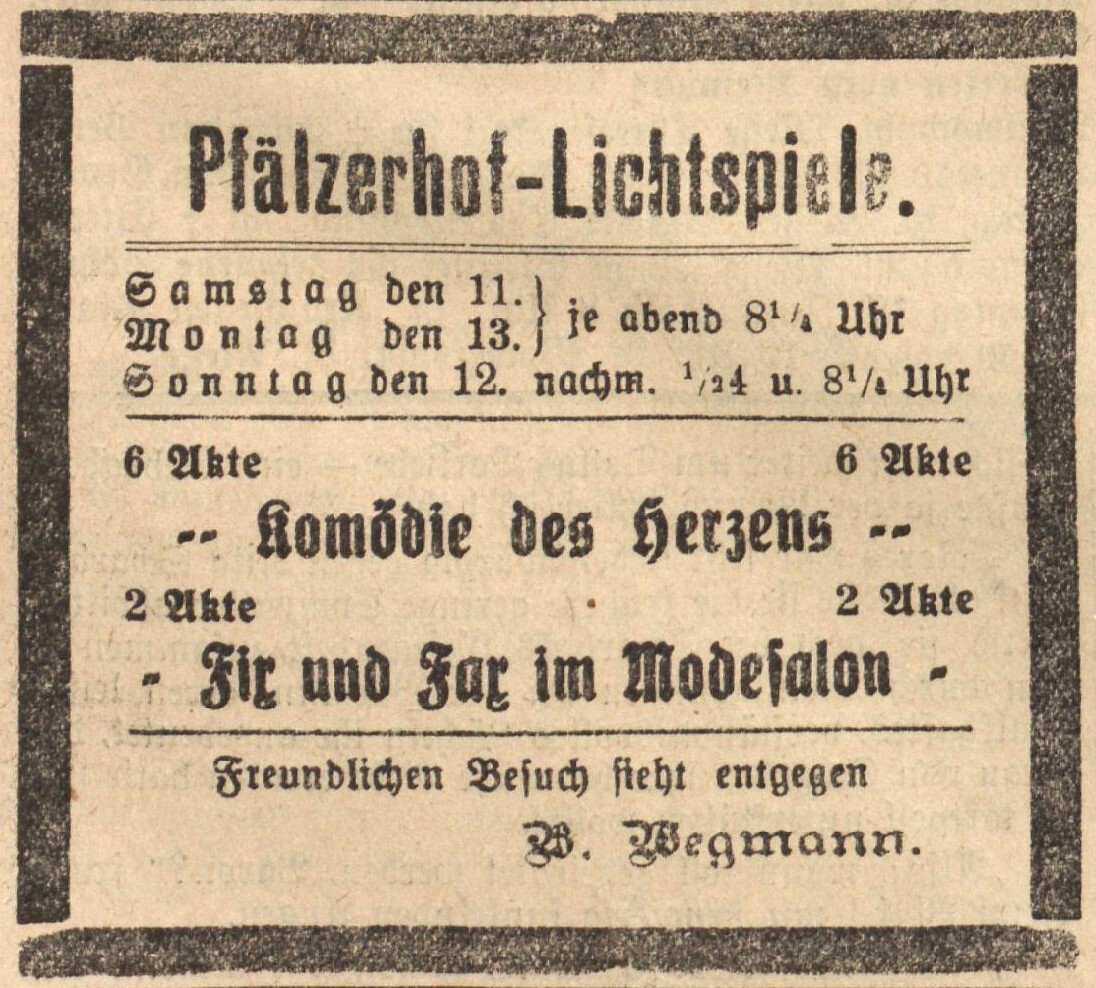 Pfälzerhof-Lichtspiele.
Samstag den 11. } je abend 8¹/₄ Uhr
Montag den 13.
Sonntag den 12. nachm. ¹/₂4 u. 8¹/₄ Uhr
6 Akte 6 Akte
-- Komödie des Herzens --
2 Akte 2 Akte
- Fix und Fax im Modesalon -
Freundlichen Besuch sieht entgegen
W. Wegmann.